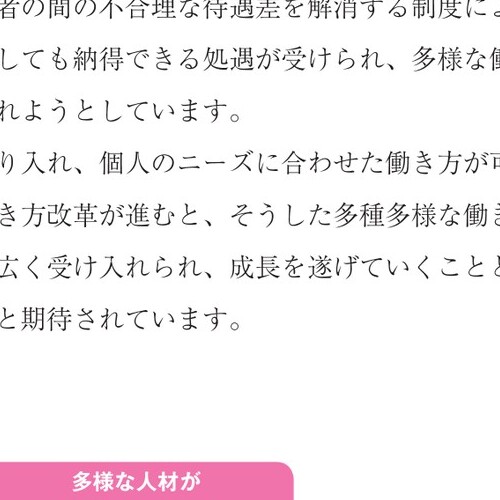 者の間の不合理な待遇差を解消する制度によ
しても納得できる処遇が受けられ、多様な働
れようとしています。
り入れ、個人のニーズに合わせた働き方が可
き方改革が進むと、そうした多種多様な働き
広く受け入れられ、成長を遂げていくことと
と期待されています。
多様な人材が